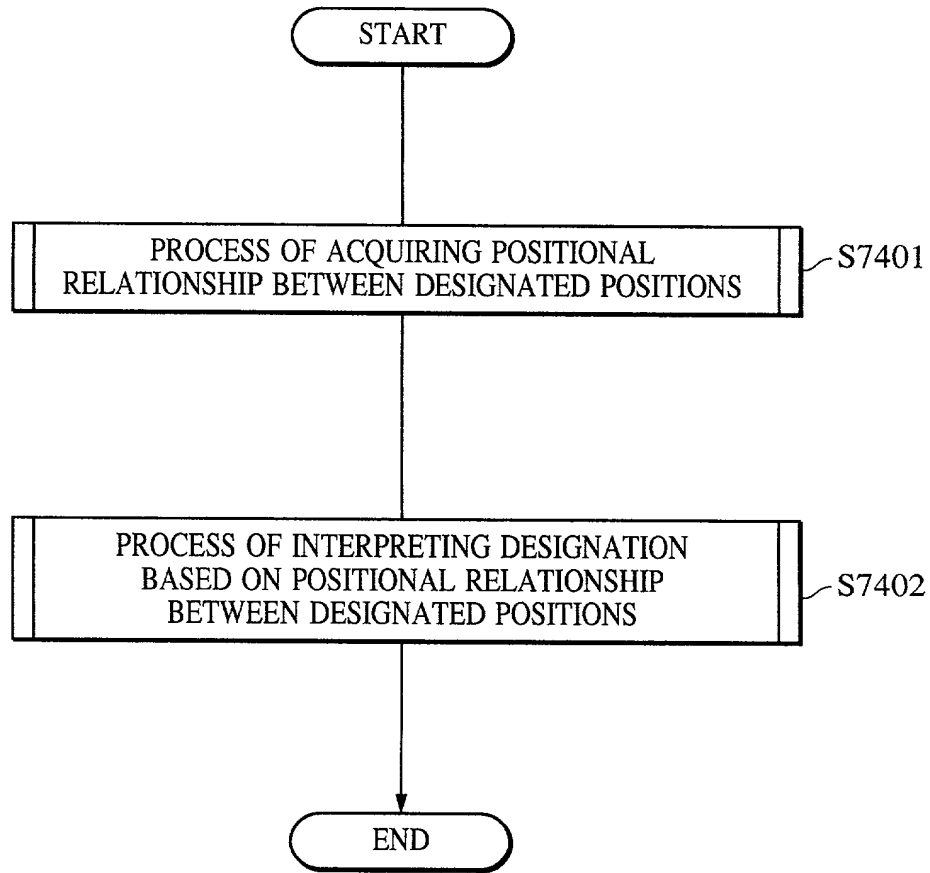 START
PROCESS OF ACQUIRING POSITIONAL
RELATIONSHIP BETWEEN DESIGNATED POSITIONS
S7401
PROCESS OF INTERPRETING DESIGNATION
BASED ON POSITIONAL RELATIONSHIP
BETWEEN DESIGNATED POSITIONS
S7402
END